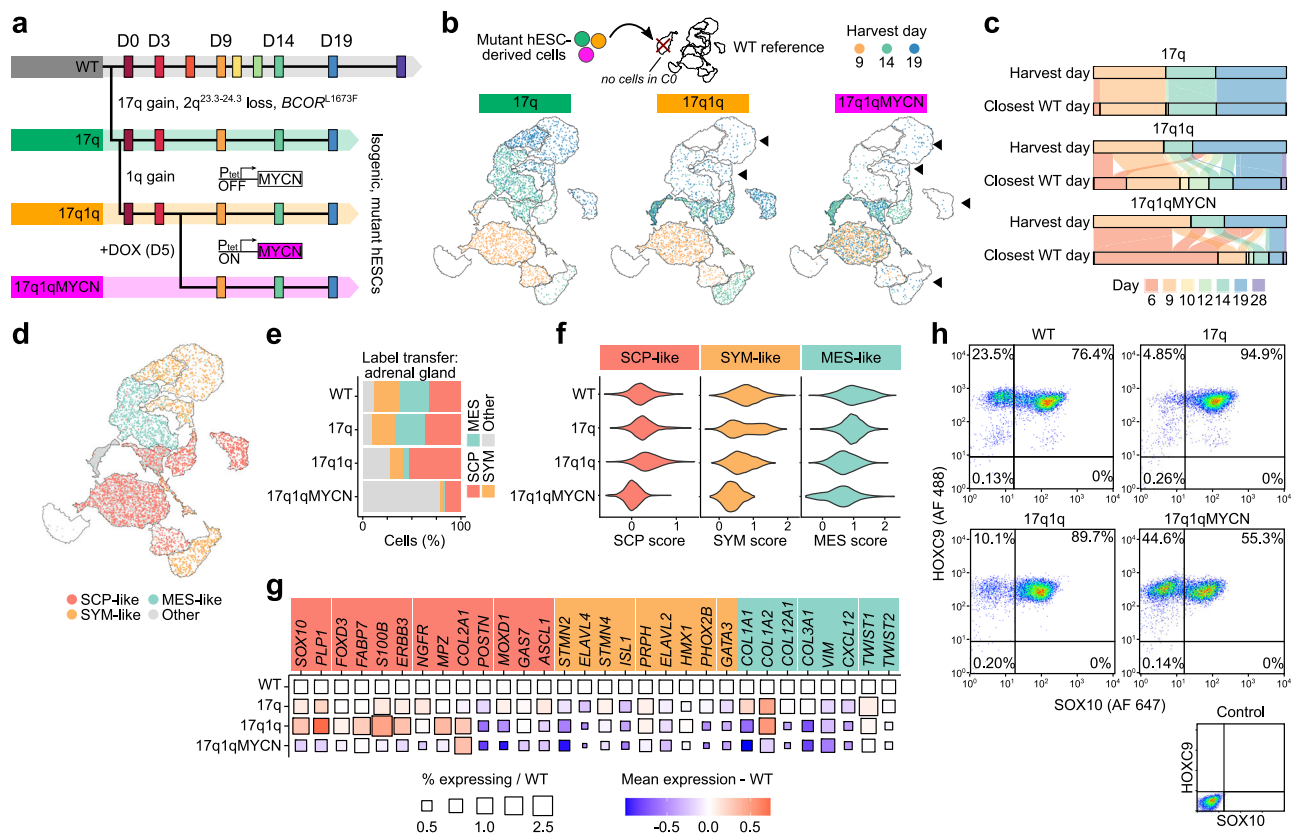 a
D0 D3 D9 D14 D19
WT
17q gain, 2q23.3-24.3 loss, BCORL1673F
17q
1q gain
Ptet
OFF
MYCN
17q1q
+DOX (D5)
Ptet
ON
MYCN
17q1qMYCN
Isogenic, mutant hESCs
b
Mutant hESC-
derived cells
no cells in C0
WT reference
Harvest day
9 14 19
17q 17q1q 17q1qMYCN
c
17q
Harvest day
Closest WT day
17q1q
Harvest day
Closest WT day
17q1qMYCN
Harvest day
Closest WT day
Day
6 9 10 12 14 19 28
d
SCP-like MES-like
SYM-like Other
e
Label transfer:
adrenal gland
WT
17q
17q1q
17q1qMYCN
0 50 100
Cells (%)
SCP MES
SYM Other
f
SCP-like SYM-like MES-like
WT
17q
17q1q
17q1qMYCN
0 1 0 1 2 0 1 2
SCP score SYM score MES score
g
SOX10 PLP1 FOXD3 FABP7 S100B ERBB3 NGFR MPZ COL2A1 POSTN MOXD1 GAS7 ASCL1 STMN2 ELAVL4 STMN4 ISL1 PRPH ELAVL2 HMX1 PHOX2B GATA3 COL1A1 COL1A2 COL12A1 COL3A1 VIM CXCL12 TWIST1 TWIST2
WT
17q
17q1q
17q1qMYCN
% expressing / WT
0.5 1.0 2.5
Mean expression - WT
-0.5 0.0 0.5
h
WT 17q
23.5% 76.4% 4.85% 94.9%
0.13% 0% 0.26% 0%
17q1q 17q1qMYCN
10.1% 89.7% 44.6% 55.3%
0.20% 0% 0.14% 0%
10⁰ 10¹ 10² 10³ 10⁴
HOXC9 (AF 488)
SOX10 (AF 647)
Control
HOXC9
SOX10